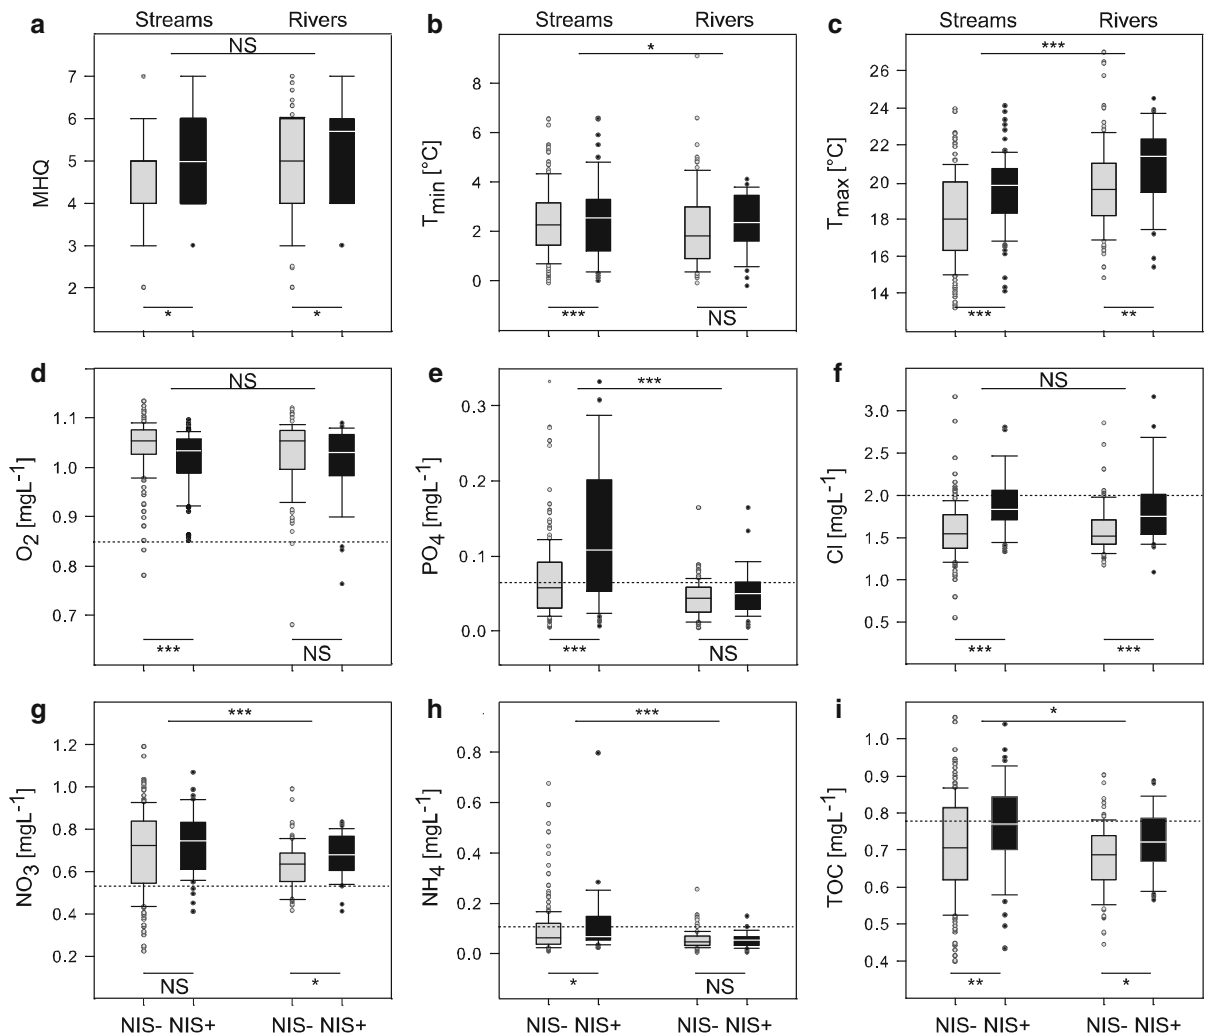 Streams Rivers
a
NS
MHQ
7
6
5
4
3
2
* *
Streams Rivers
b
*
Tmin [°C]
8
6
4
2
0
*** NS
Streams Rivers
c
***
Tmax [°C]
26
24
22
20
18
16
14
*** **
d
NS
O2 [mgL-1]
1.1
1.0
0.9
0.8
0.7
*** NS
e
***
PO4 [mgL-1]
0.3
0.2
0.1
0.0
*** NS
f
NS
Cl [mgL-1]
3.0
2.5
2.0
1.5
1.0
0.5
*** ***
g
***
NO3 [mgL-1]
1.2
1.0
0.8
0.6
0.4
0.2
NS *
NIS- NIS+ NIS- NIS+
h
***
NH4 [mgL-1]
0.8
0.6
0.4
0.2
0.0
* NS
NIS- NIS+ NIS- NIS+
i
*
TOC [mgL-1]
1.0
0.9
0.8
0.7
0.6
0.5
0.4
** *
NIS- NIS+ NIS- NIS+